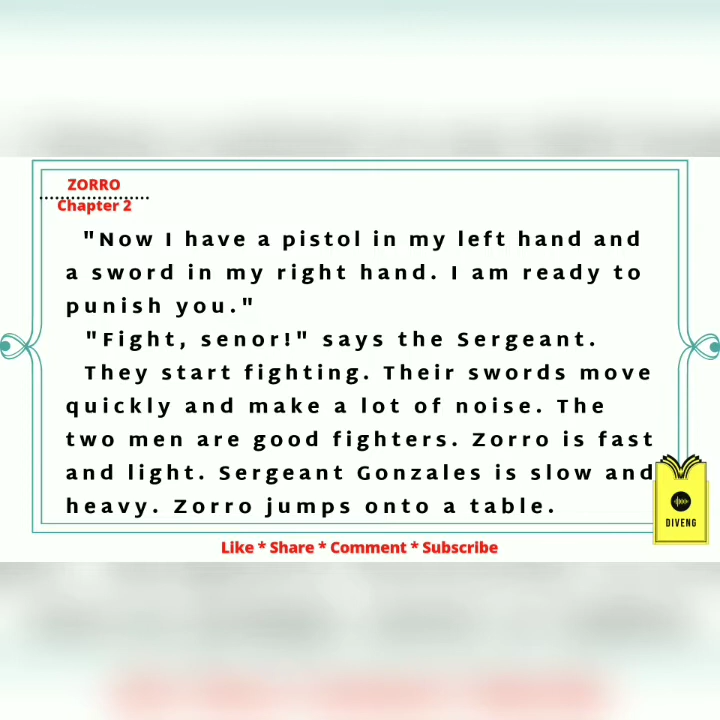 ZORRO
Chapter 2
"Now I have a pistol in my left hand and
a sword in my right hand. I am ready to
punish you."
"Fight, senor!" says the Sergeant.
They start fighting. Their swords move
quickly and make a lot of noise. The
two men are good fighters. Zorro is fast
and light. Sergeant Gonzales is slow and
heavy. Zorro jumps onto a table.
DIVENG
Like * Share * Comment * Subscribe